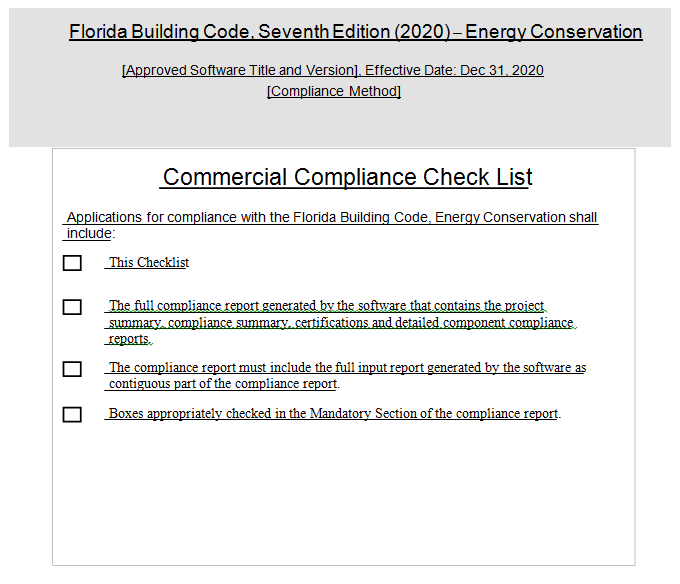 Florida Building Code, Seventh Edition (2020) – Energy Conservation
[Approved Software Title and Version], Effective Date: Dec 31, 2020
[Compliance Method]
Commercial Compliance Check List
Applications for compliance with the Florida Building Code, Energy Conservation shall
include:
This Checklist
The full compliance report generated by the software that contains the project
summary, compliance summary, certifications and detailed component compliance
reports.
The compliance report must include the full input report generated by the software as
contiguous part of the compliance report.
Boxes appropriately checked in the Mandatory Section of the compliance report.